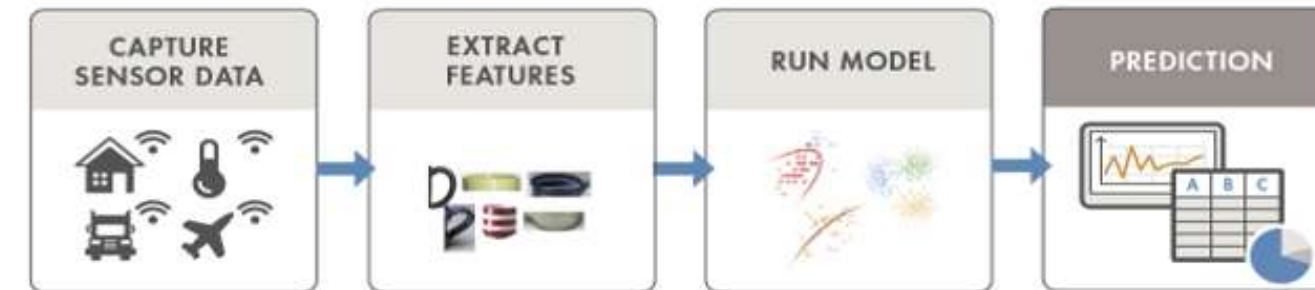 CAPTURE
SENSOR DATA
EXTRACT
FEATURES
RUN MODEL
PREDICTION
A B C